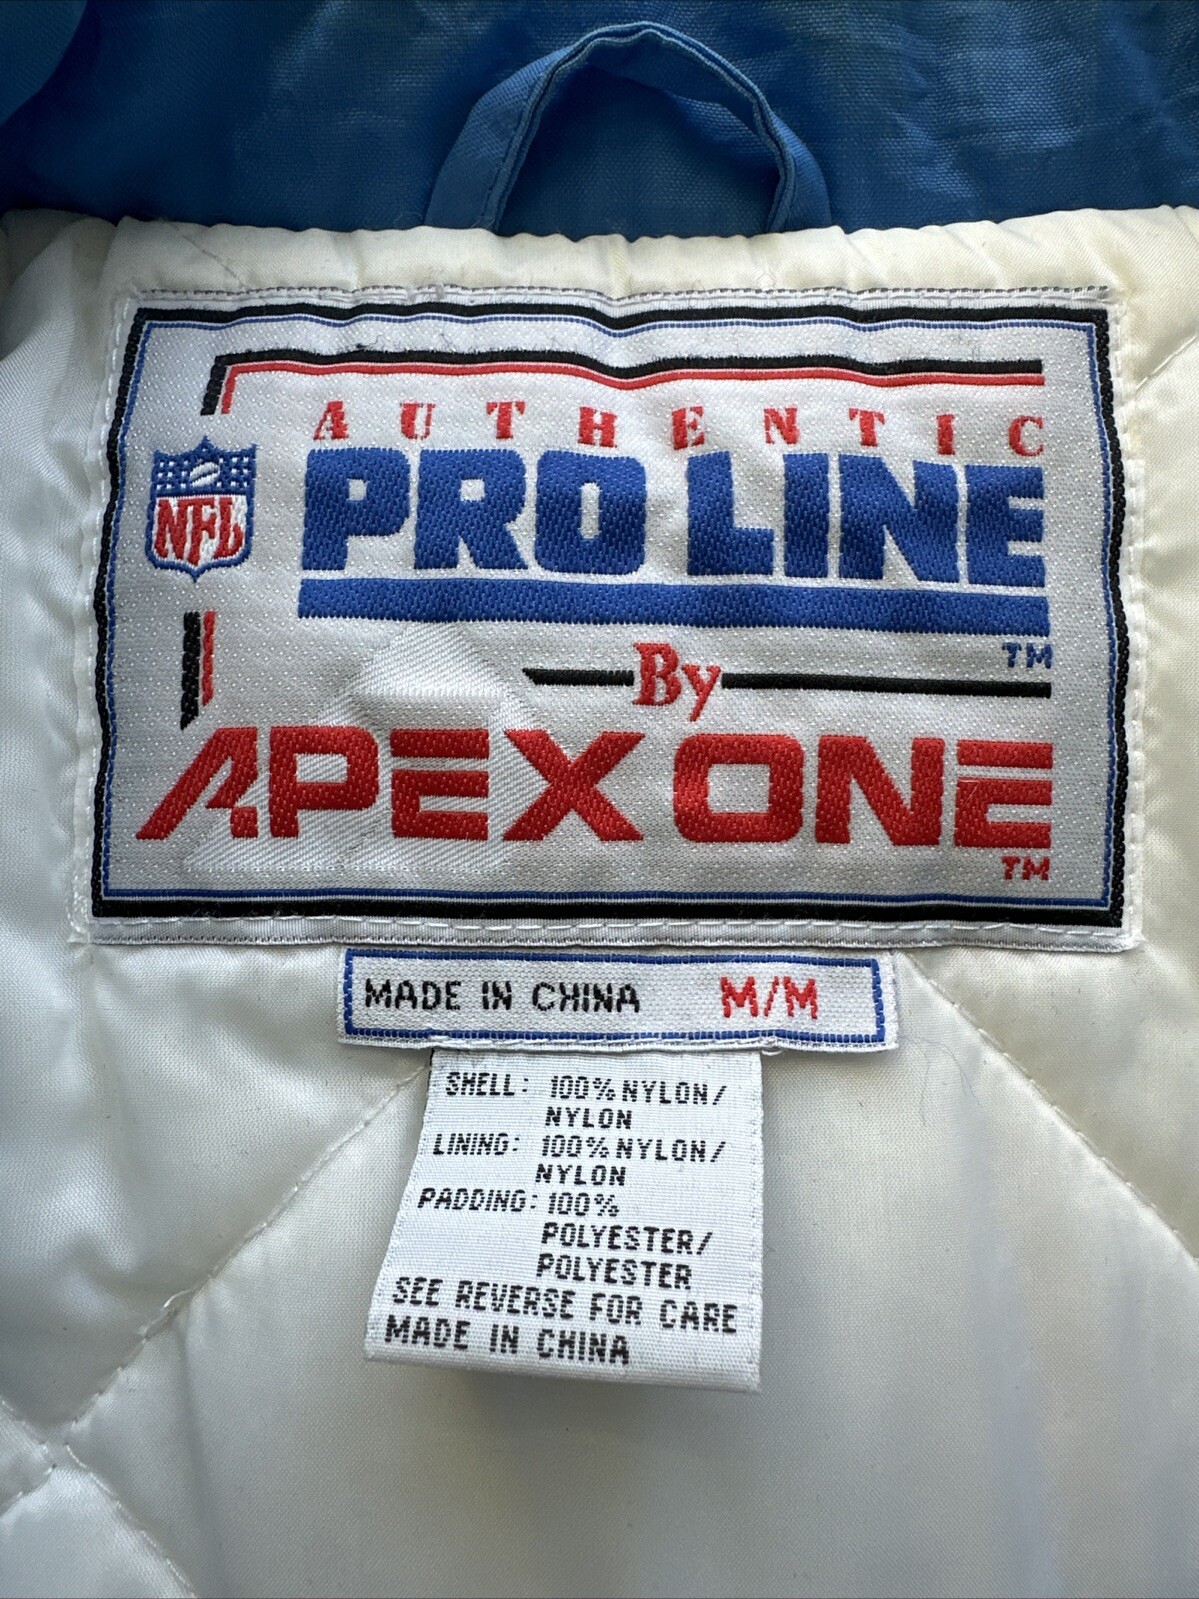 AUTHENTIC
PRO LINE
NFL
TM
By
APEX ONE
TM
MADE IN CHINA M/M
SHELL: 100% NYLON/
NYLON
LINING: 100% NYLON/
NYLON
PADDING: 100%
POLYESTER/
POLYESTER
SEE REVERSE FOR CARE
MADE IN CHINA